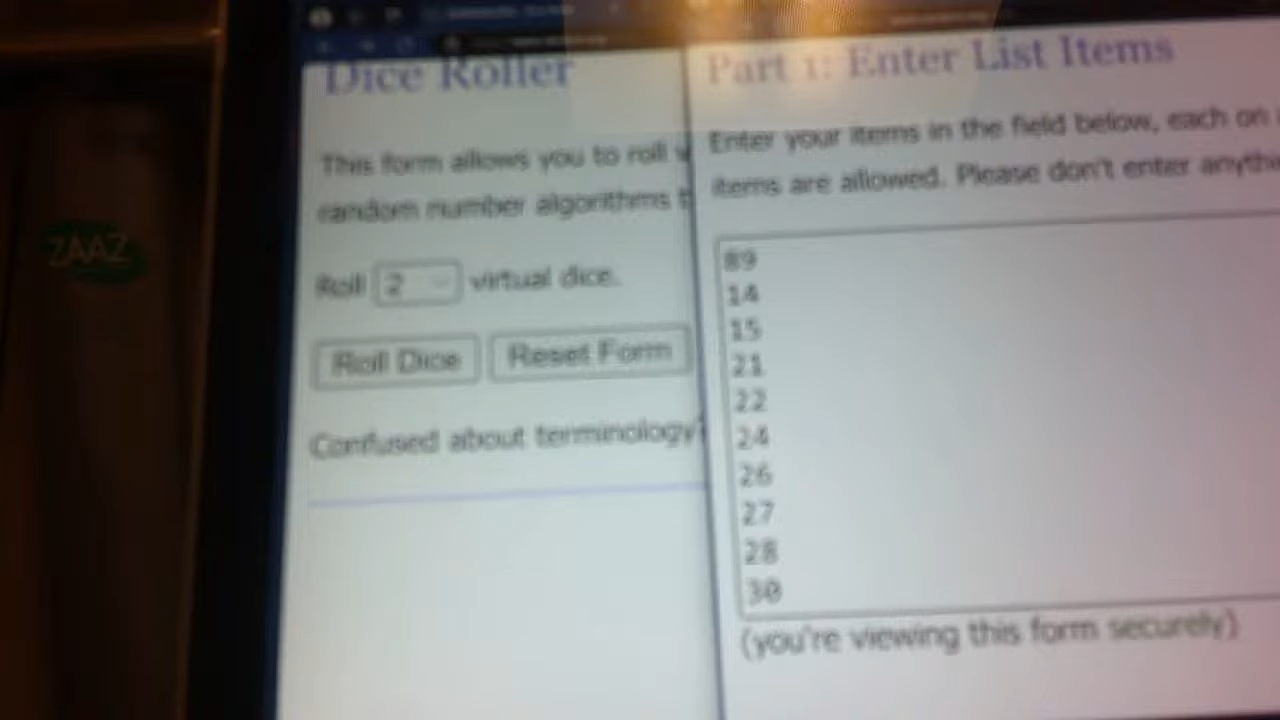 ZAAZ
Dice Roller
This form allows you to roll
random number algorithms
Roll 2 virtual dice.
Roll Dice Reset Form
Confused about terminology?
Part 1: Enter List Items
Enter your items in the field below, each on
items are allowed. Please don't enter anythi
89
14
15
21
22
24
26
27
28
30
(you're viewing this form securely)